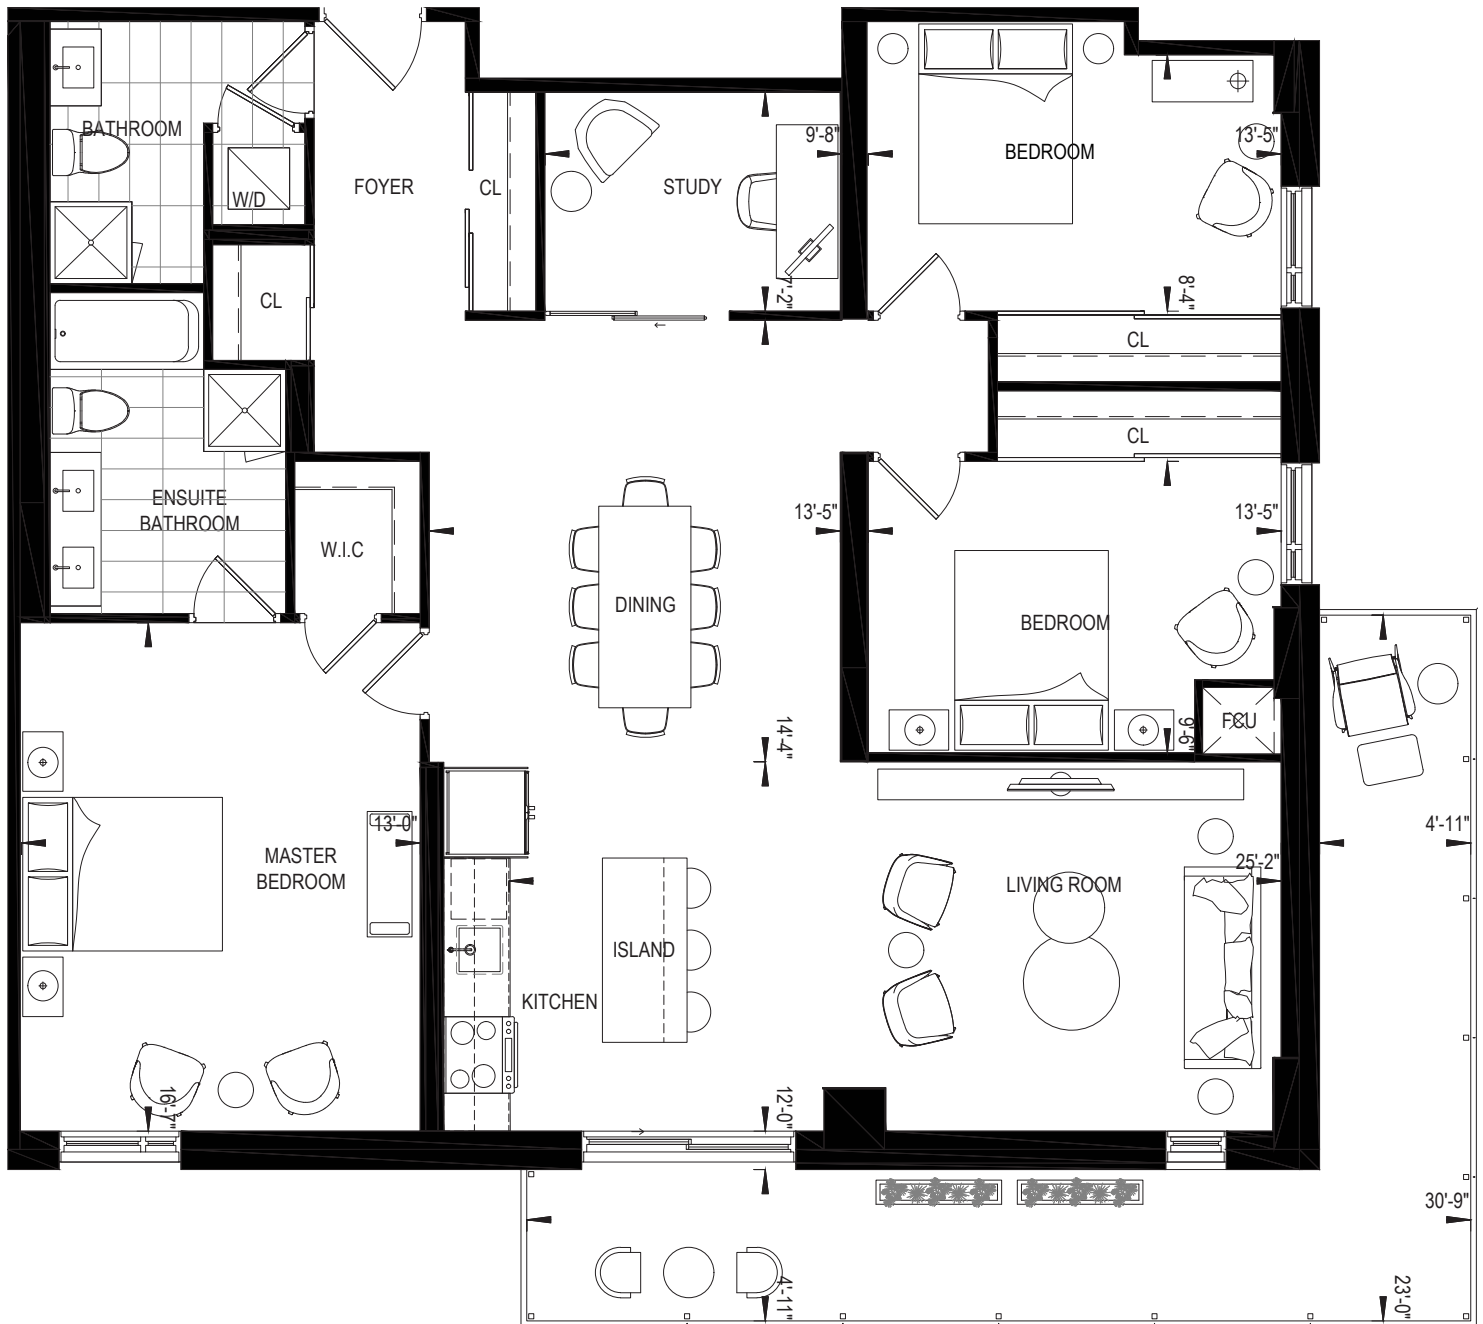 BATHROOM
W/D
FOYER
CL
CL
STUDY
9'-8"
7'-2"
BEDROOM
13'-5"
8'-4"
CL
CL
ENSUITE
BATHROOM
W.I.C
13'-5"
13'-5"
DINING
14'-4"
BEDROOM
FCU
9'-6"
MASTER
BEDROOM
13'-0"
16'-7"
KITCHEN
ISLAND
12'-0"
LIVING ROOM
25'-2"
4'-11"
30'-9"
4'-11"
23'-0"